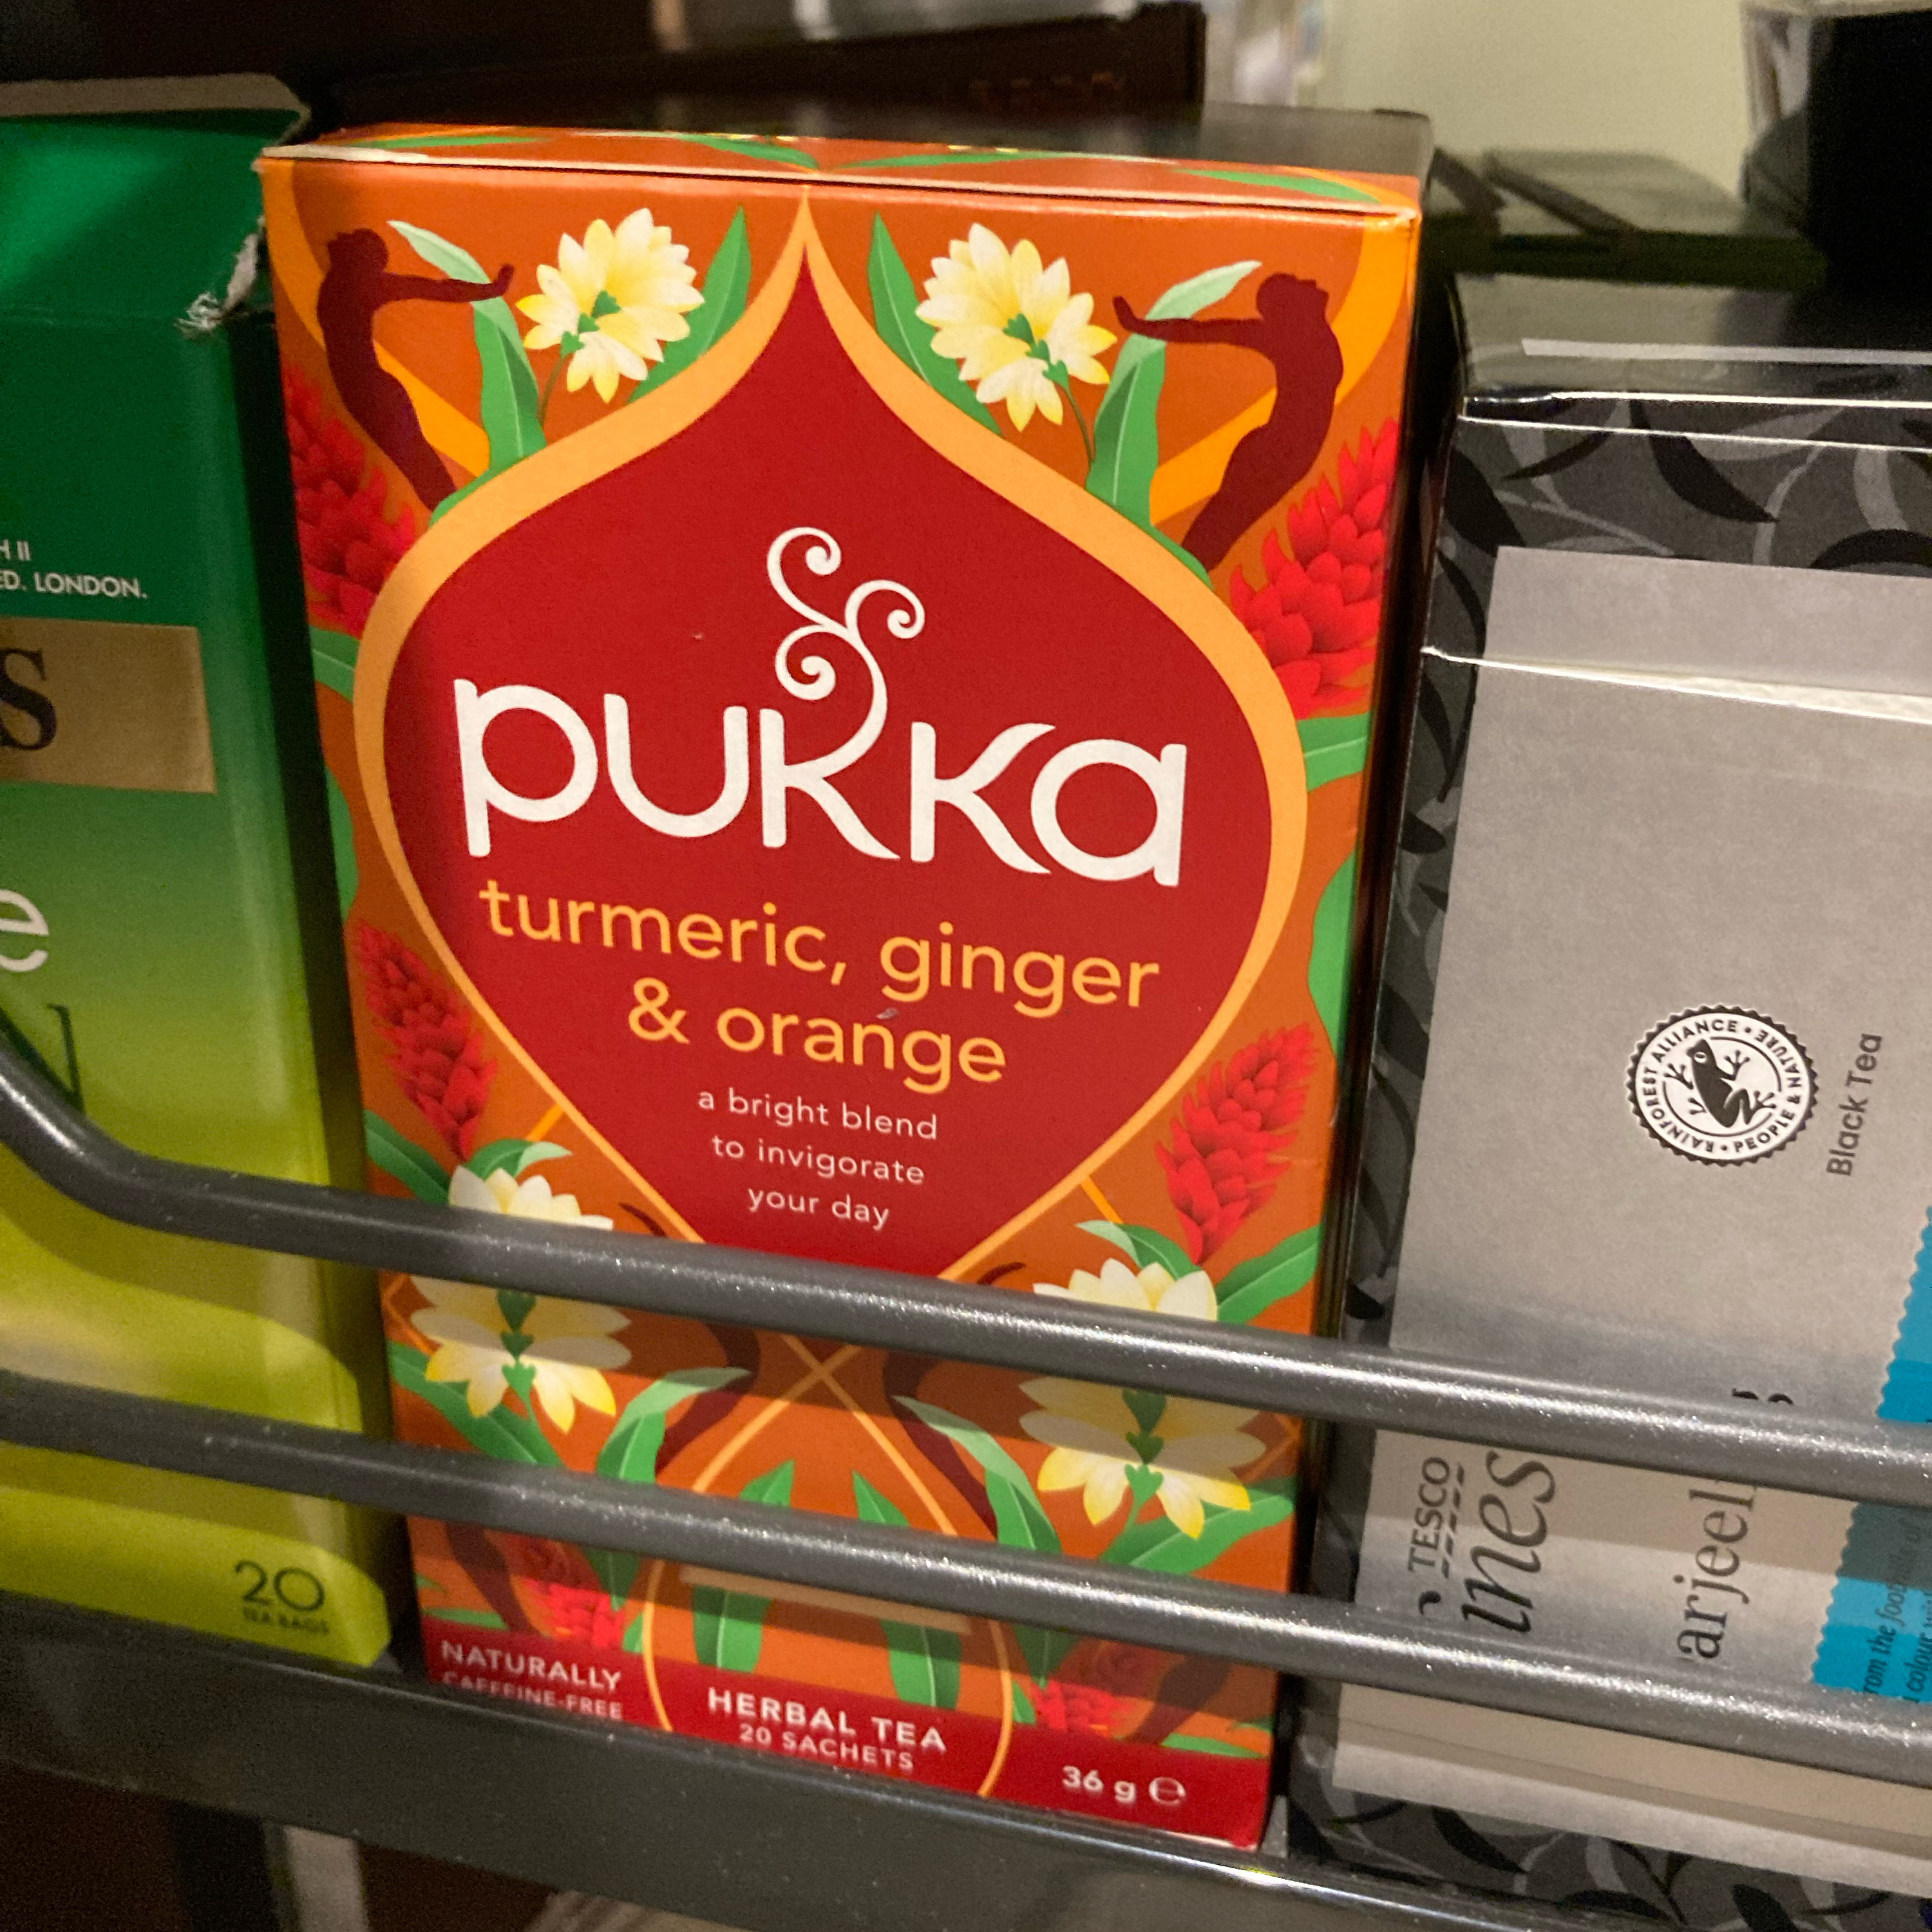 H II
ED. LONDON.
S
e
20
TEA BAGS
pukka
turmeric, ginger
& orange
a bright blend
to invigorate
your day
NATURALLY
CAFFEINE-FREE
HERBAL TEA
20 SACHETS
36 g ℮
RAINFOREST ALLIANCE • PEOPLE & NATURE •
Black Tea
TESCO
ines
arjeel